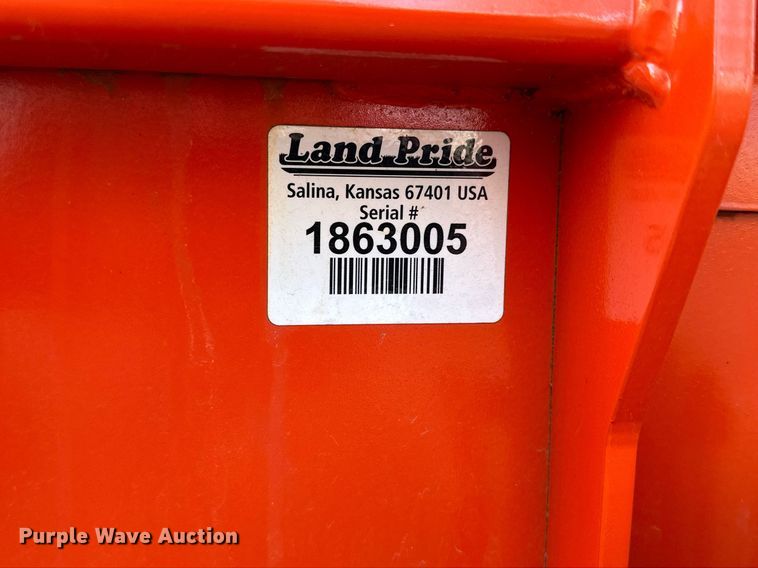 Land Pride
Salina, Kansas 67401 USA
Serial #
1863005
Purple Wave Auction